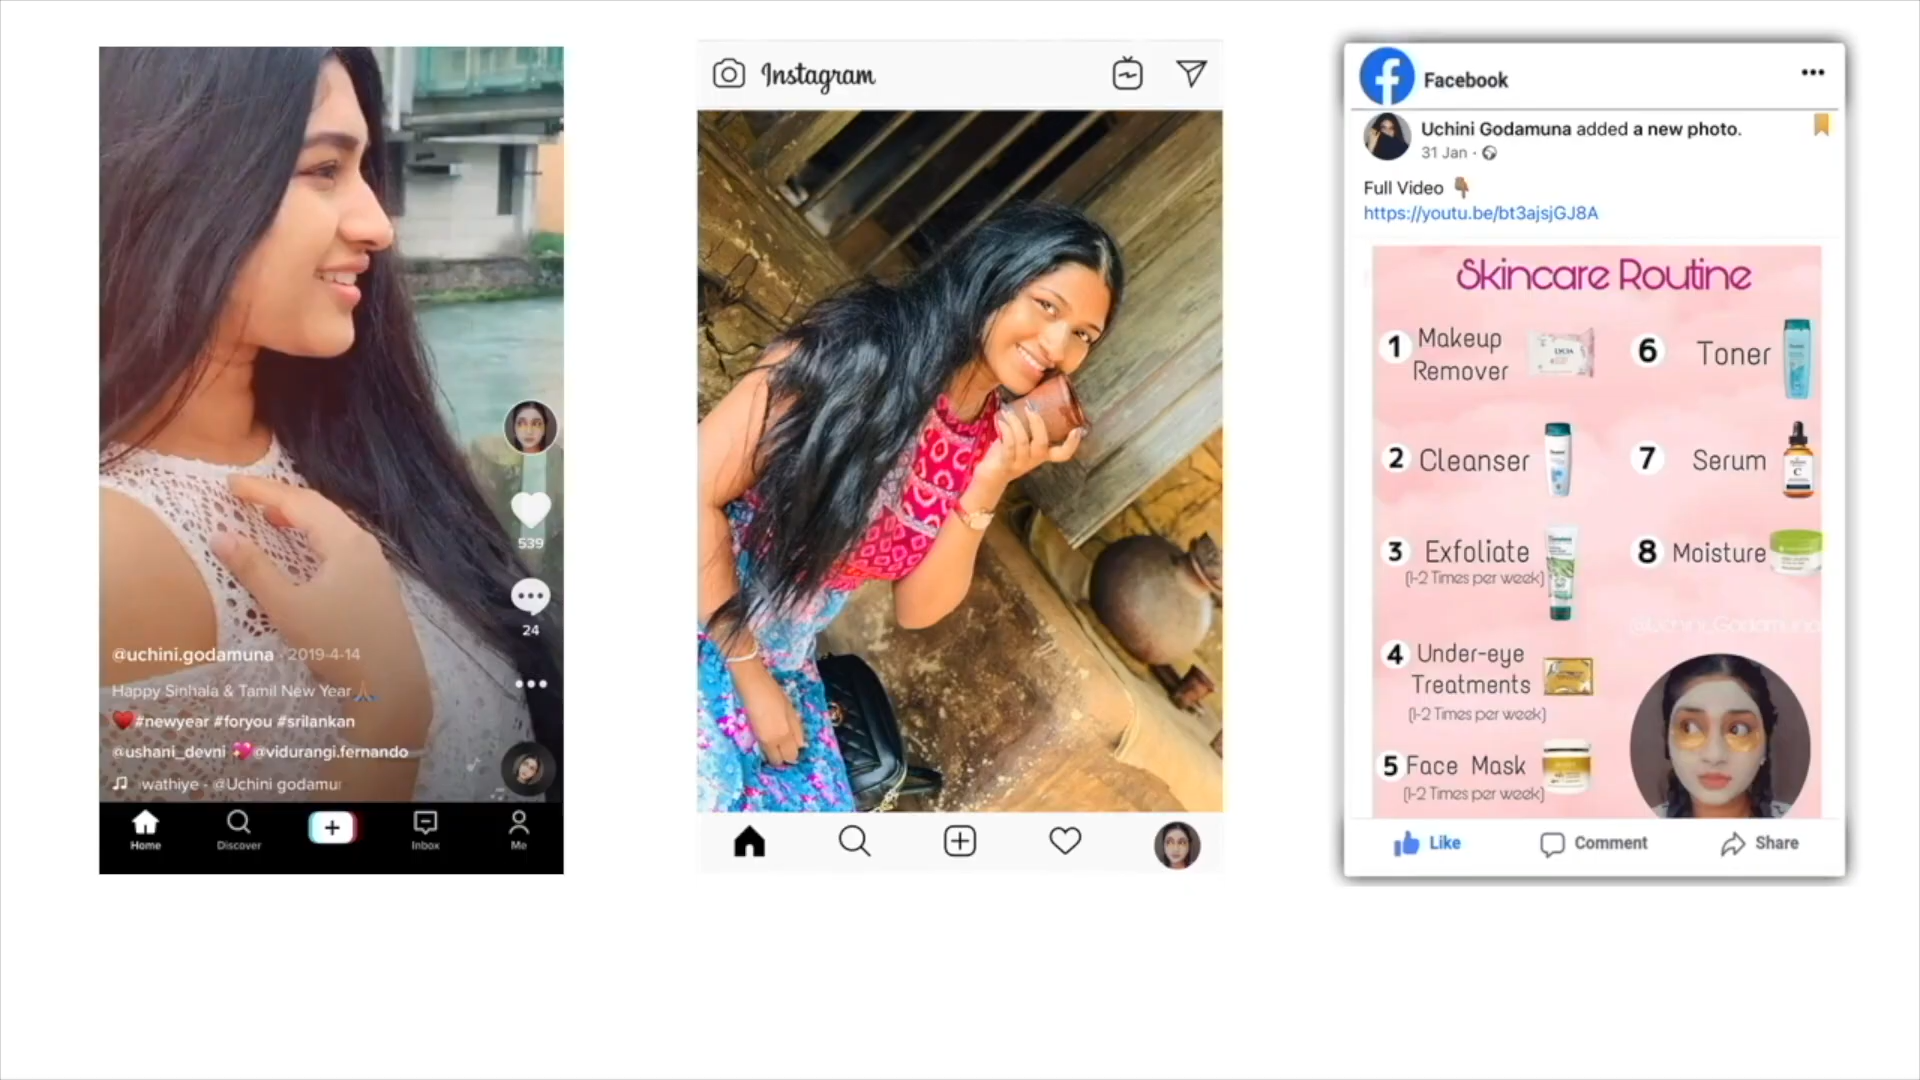 @uchini.godamuna · 2019-4-14
Happy Sinhala & Tamil New Year🙏🏽
❤️#newyear #foryou #srilankan
@ushani_devni 💖@vidurangi.fernando
wathiye - @Uchini godamu
539
24
Home
Discover
Inbox
Me
Instagram
Facebook
Uchini Godamuna added a new photo.
31 Jan ·
Full Video 👇🏽
https://youtu.be/bt3ajsjGJ8A
Skincare Routine
1 Makeup
Remover
2 Cleanser
3 Exfoliate
(1-2 Times per week)
4 Under-eye
Treatments
(1-2 Times per week)
5 Face Mask
(1-2 Times per week)
6 Toner
7 Serum
8 Moisture
@Uchini.Godamuna
Like
Comment
Share